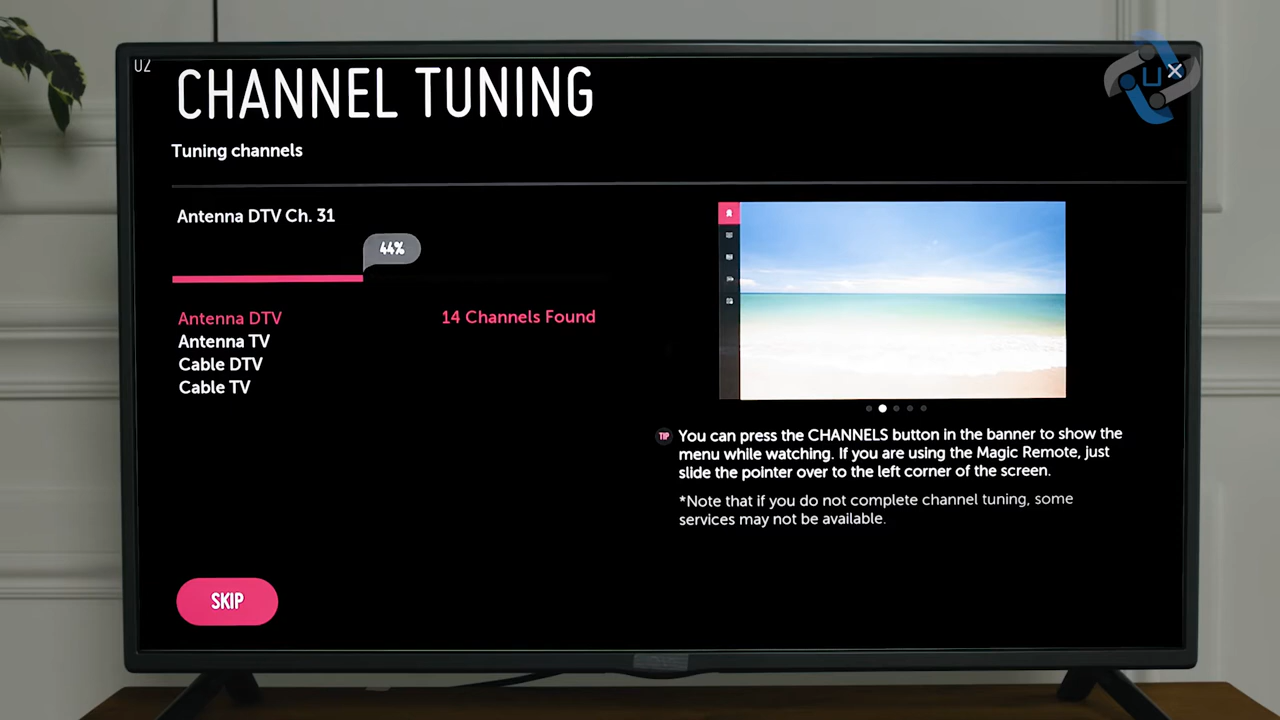 02
CHANNEL TUNING
Tuning channels
Antenna DTV Ch. 31
44%
Antenna DTV 14 Channels Found
Antenna TV
Cable DTV
Cable TV
TIP You can press the CHANNELS button in the banner to show the
menu while watching. If you are using the Magic Remote, just
slide the pointer over to the left corner of the screen.
*Note that if you do not complete channel tuning, some
services may not be available.
SKIP
U